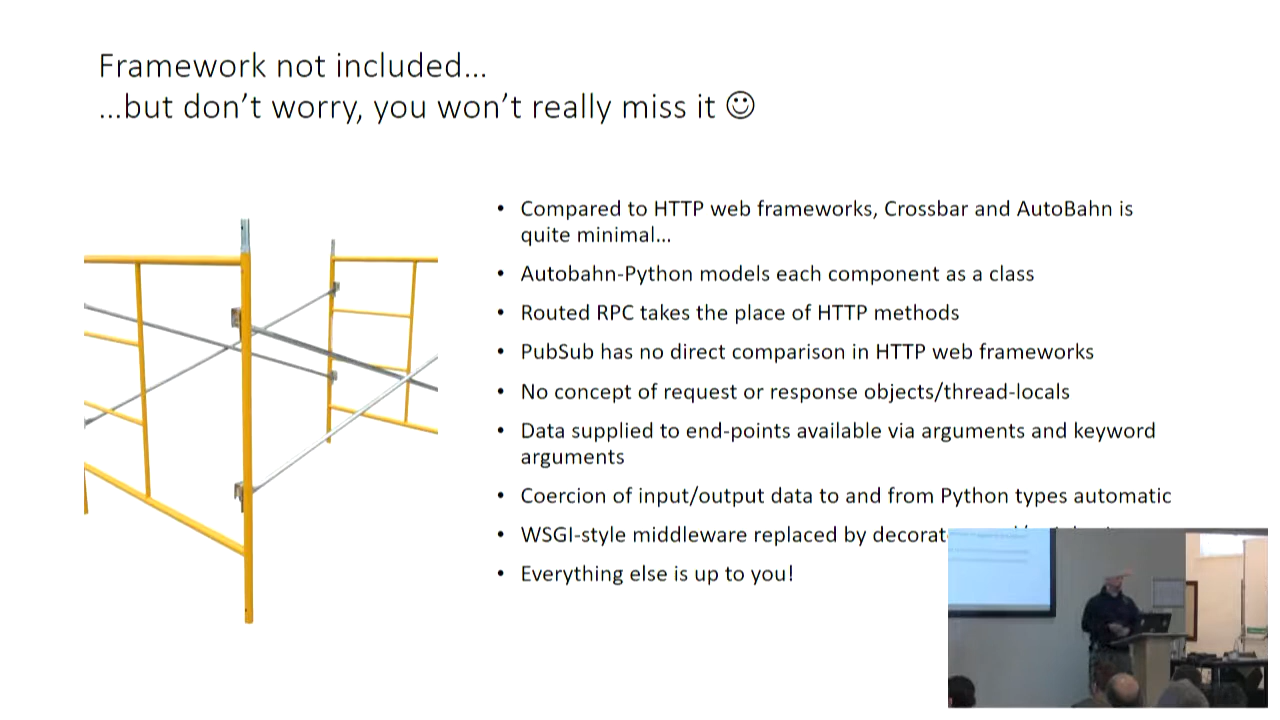 Framework not included...
...but don't worry, you won't really miss it ☺
• Compared to HTTP web frameworks, Crossbar and AutoBahn is
quite minimal...
• Autobahn-Python models each component as a class
• Routed RPC takes the place of HTTP methods
• PubSub has no direct comparison in HTTP web frameworks
• No concept of request or response objects/thread-locals
• Data supplied to end-points available via arguments and keyword
arguments
• Coercion of input/output data to and from Python types automatic
• WSGI-style middleware replaced by decorat
• Everything else is up to you!